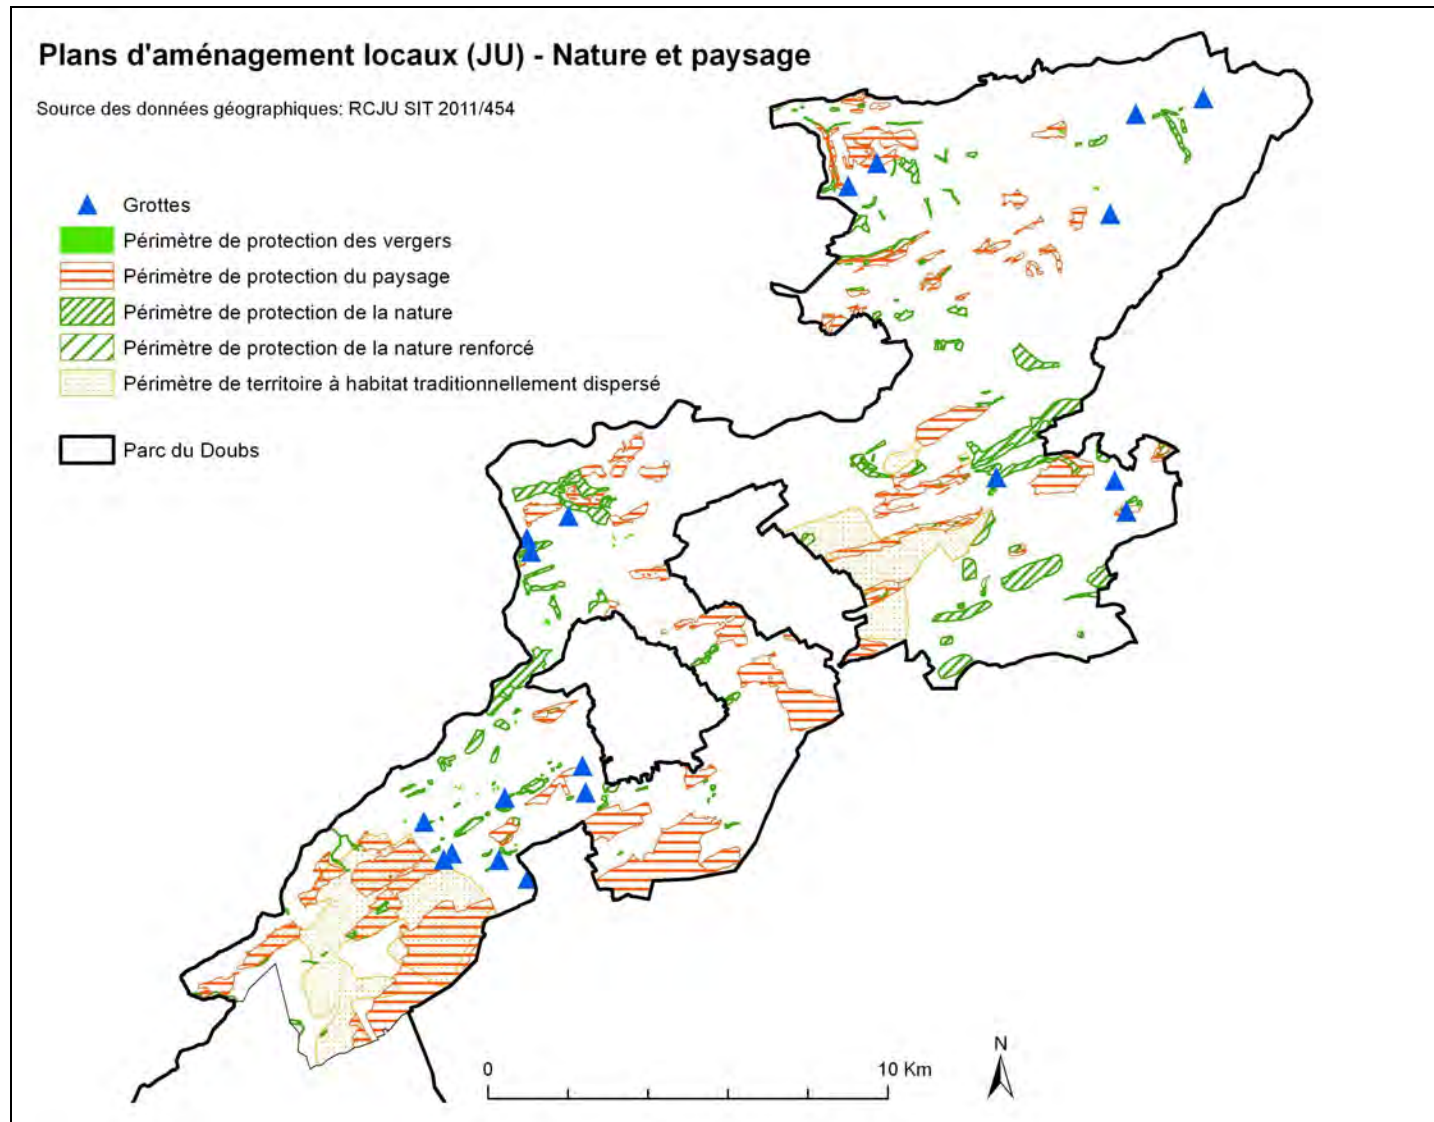 Plans d'aménagement locaux (JU) - Nature et paysage
Source des données géographiques: RCJU SIT 2011/454
Grottes
Périmètre de protection des vergers
Périmètre de protection du paysage
Périmètre de protection de la nature
Périmètre de protection de la nature renforcé
Périmètre de territoire à habitat traditionnellement dispersé
Parc du Doubs
0 10 Km
N